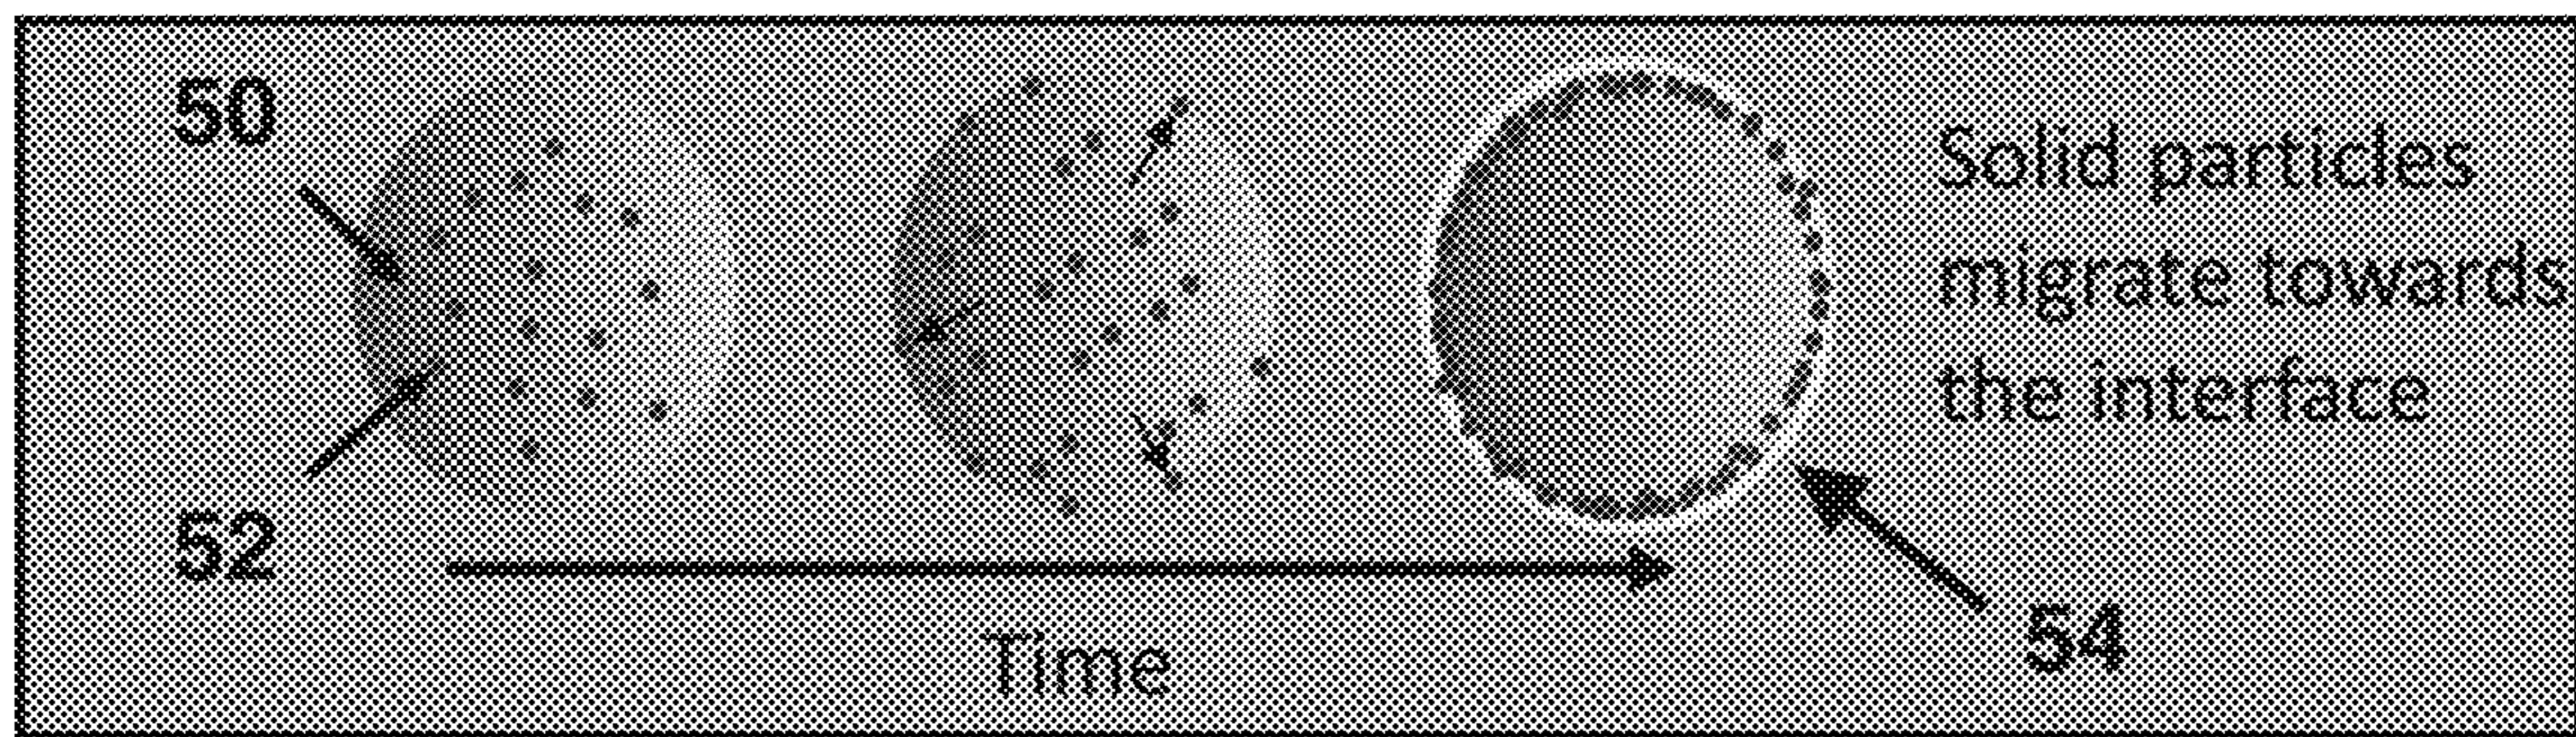 50
Solid particles
migrate towards
the interface
52
Time
54